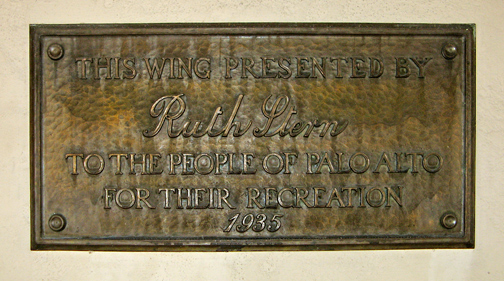 THIS WING PRESENTED BY
Ruth Stern
TO THE PEOPLE OF PALO ALTO
FOR THEIR RECREATION
1935